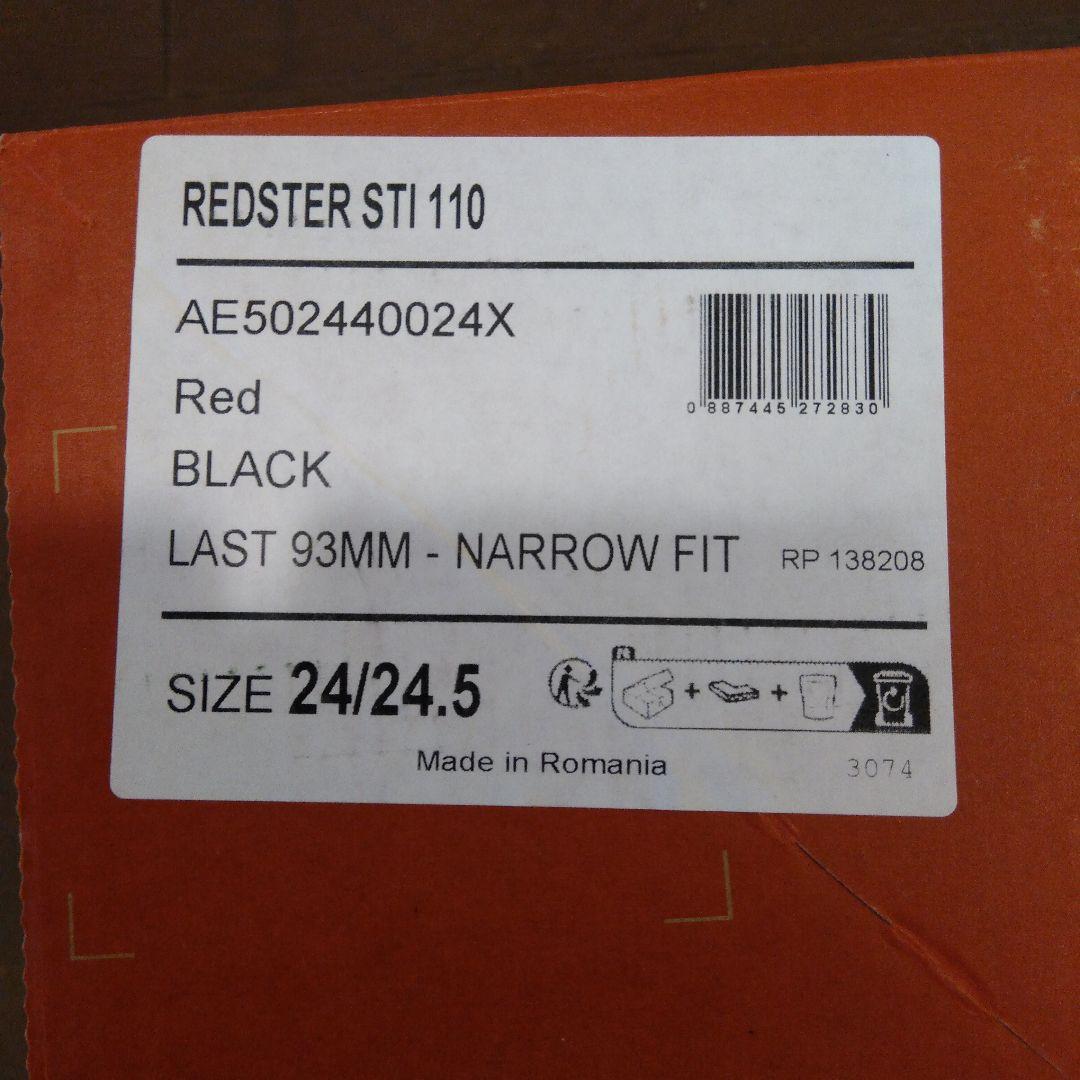 REDSTER STI 110
AE502440024X
0 887445 272830
Red
BLACK
LAST 93MM - NARROW FIT RP 138208
SIZE 24/24.5
Made in Romania 3074